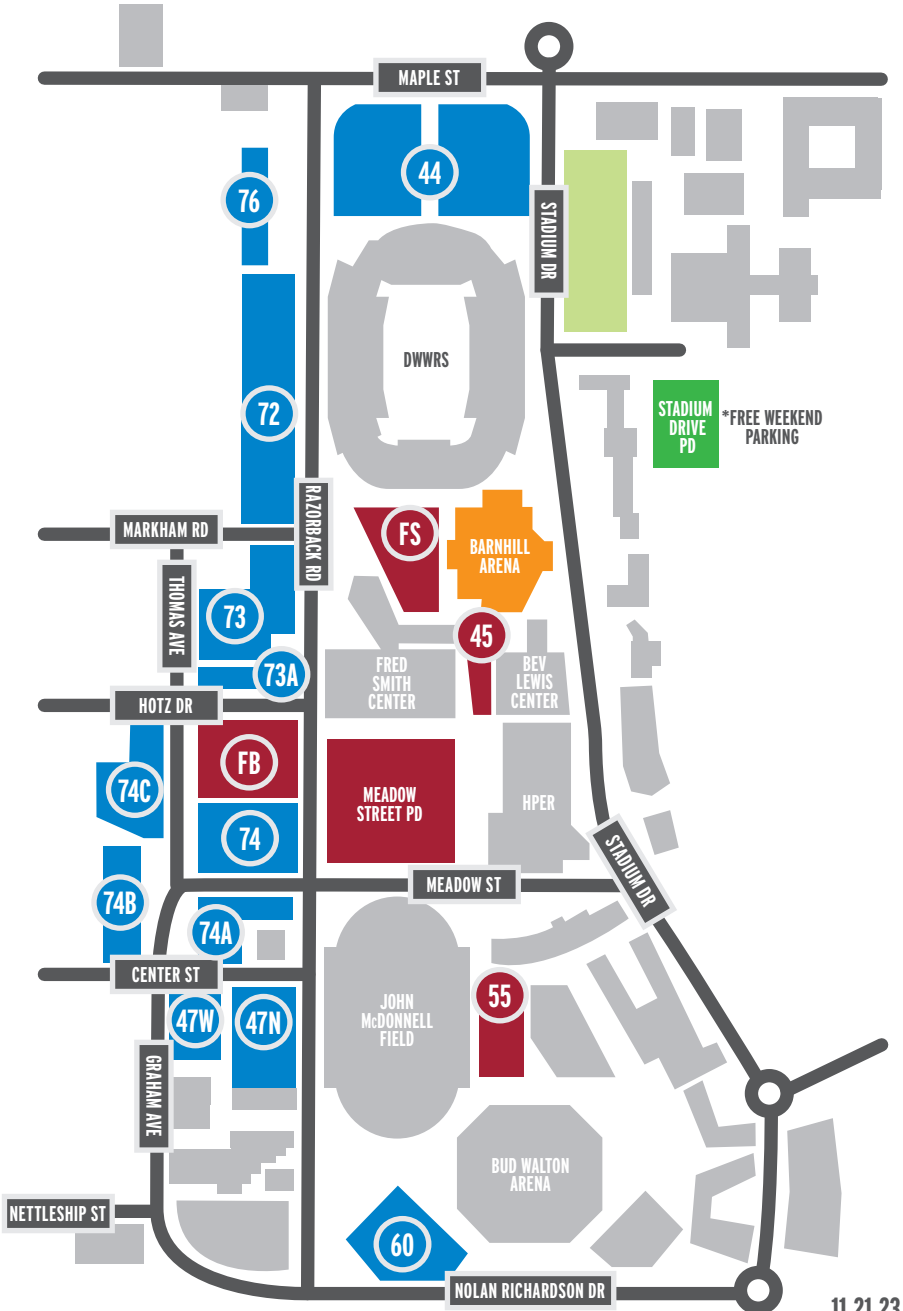 MAPLE ST
44
76
STADIUM DR
DWWRS
72
STADIUM
DRIVE
PD
*FREE WEEKEND
PARKING
MARKHAM RD
RAZORBACK RD
FS
BARNHILL
ARENA
THOMAS AVE
73
45
73A
FRED
SMITH
CENTER
BEV
LEWIS
CENTER
HOTZ DR
FB
74C
MEADOW
STREET PD
HPER
74
STADIUM DR
MEADOW ST
74B
74A
CENTER ST
55
47W
47N
JOHN
McDONNELL
FIELD
GRAHAM AVE
BUD WALTON
ARENA
NETTLESHIP ST
60
NOLAN RICHARDSON DR
11.21.23